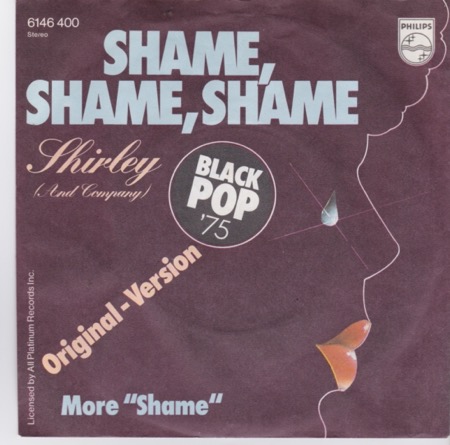 6146 400
Stereo
PHILIPS
SHAME,
SHAME, SHAME
Shirley
(And Company)
BLACK
POP
'75
Original-Version
More "Shame"
Licensed by All Platinum Records Inc.